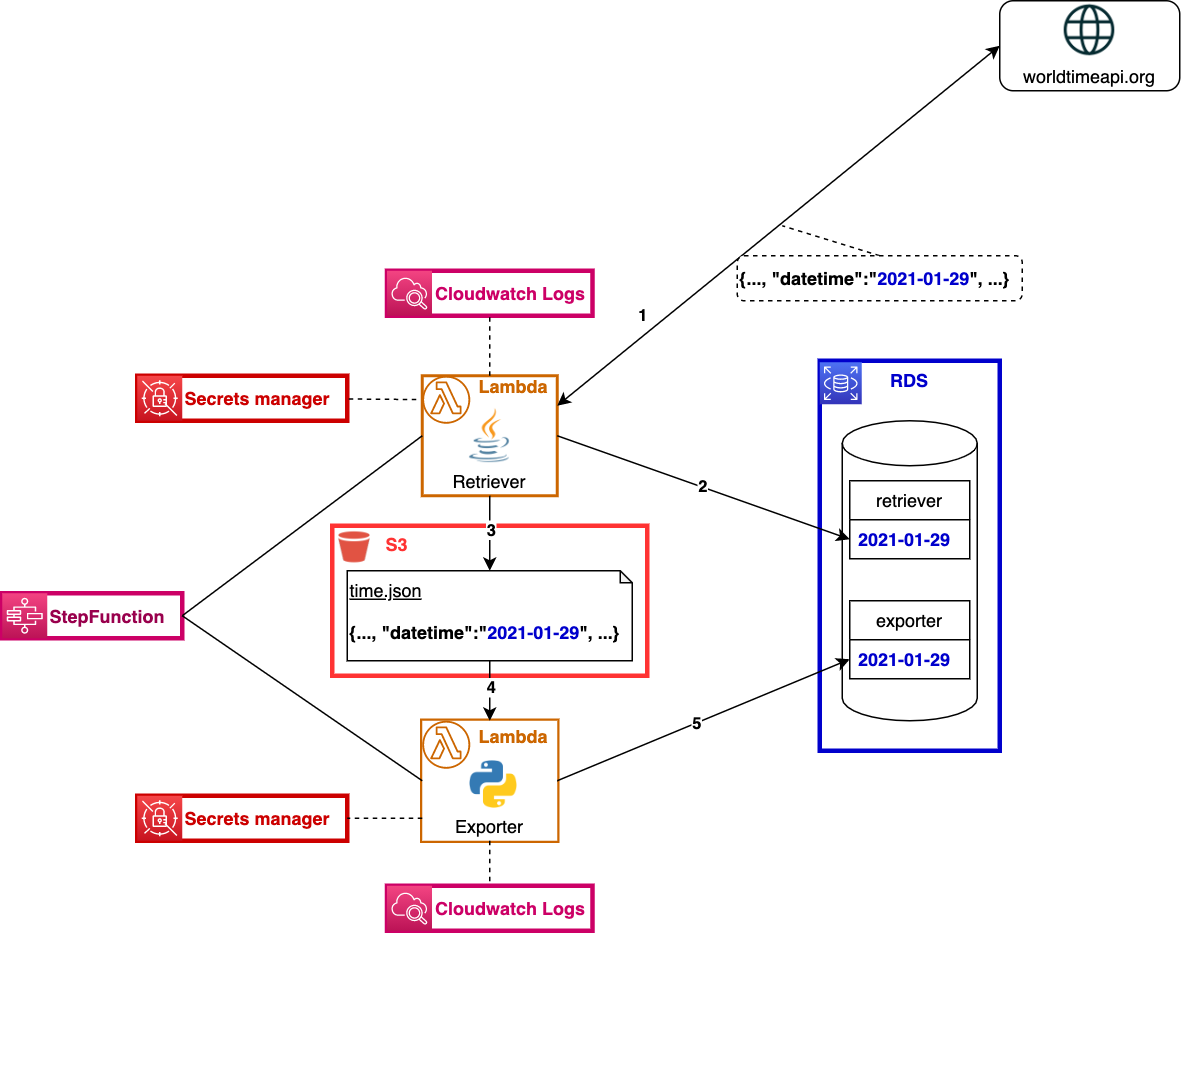 worldtimeapi.org
{..., "datetime":"2021-01-29", ...}
Cloudwatch Logs
1
RDS
Secrets manager
Lambda
Retriever
2
retriever
2021-01-29
3
S3
time.json
{..., "datetime":"2021-01-29", ...}
StepFunction
exporter
2021-01-29
4
5
Lambda
Exporter
Secrets manager
Cloudwatch Logs